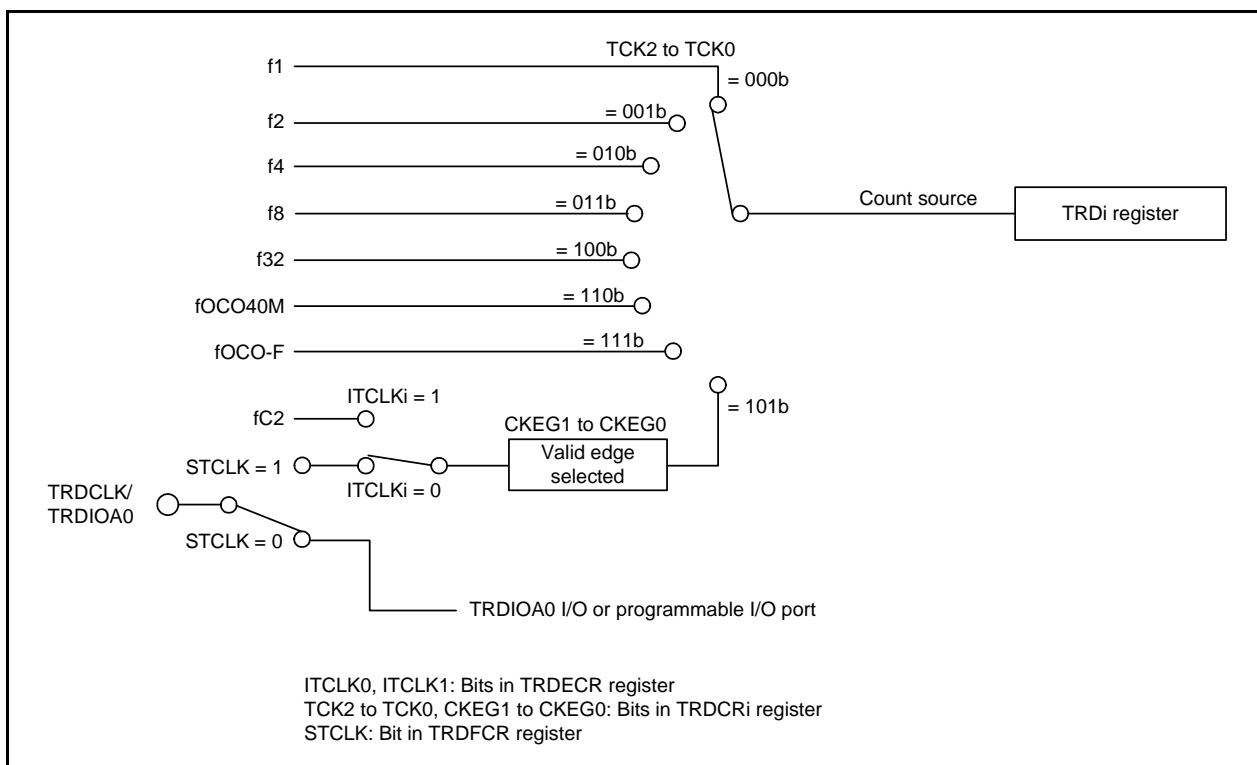 TCK2 to TCK0
f1
= 000b
f2
= 001b
f4
= 010b
f8
= 011b
Count source
TRDi register
f32
= 100b
fOCO40M
= 110b
fOCO-F
= 111b
ITCLKi = 1
fC2
= 101b
CKEG1 to CKEG0
STCLK = 1
Valid edge
selected
ITCLKi = 0
TRDCLK/
TRDIOA0
STCLK = 0
TRDIOA0 I/O or programmable I/O port
ITCLK0, ITCLK1: Bits in TRDECR register
TCK2 to TCK0, CKEG1 to CKEG0: Bits in TRDCRi register
STCLK: Bit in TRDFCR register